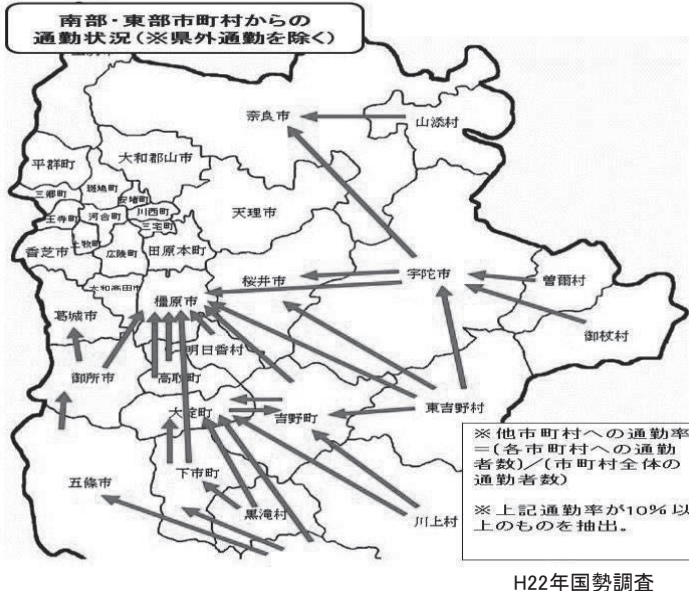 南部・東部市町村からの
通勤状況(※県外通勤を除く)
奈良市
山添村
平群町
大和郡山市
三郷町
斑鳩町
安堵町
川西町
王寺町
河合町
三宅町
天理市
香芝市
上牧町
広陵町
田原本町
大和高田市
橿原市
桜井市
宇陀市
曽爾村
葛城市
御杖村
明日香村
御所市
高取町
大淀町
吉野町
東吉野村
下市町
五條市
黒滝村
川上村
※他市町村への通勤率
=(各市町村への通勤
者数)/(市町村全体の
通勤者数)
※上記通勤率が10%以
上のものを抽出。
H22年国勢調査